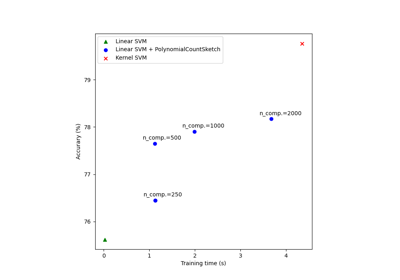 Linear SVM
Linear SVM + PolynomialCountSketch
Kernel SVM
79
n_comp.=2000
n_comp.=1000
78
n_comp.=500
77
n_comp.=250
76
Accurary (%)
0 1 2 3 4
Training time (s)